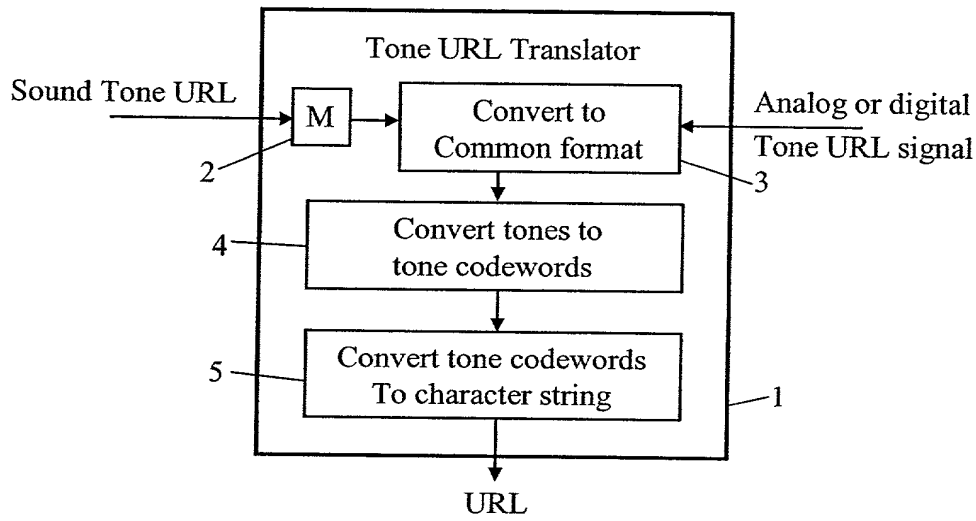 Tone URL Translator
Sound Tone URL
M
2
Convert to
Common format
3
Analog or digital
Tone URL signal
4
Convert tones to
tone codewords
5
Convert tone codewords
To character string
1
URL